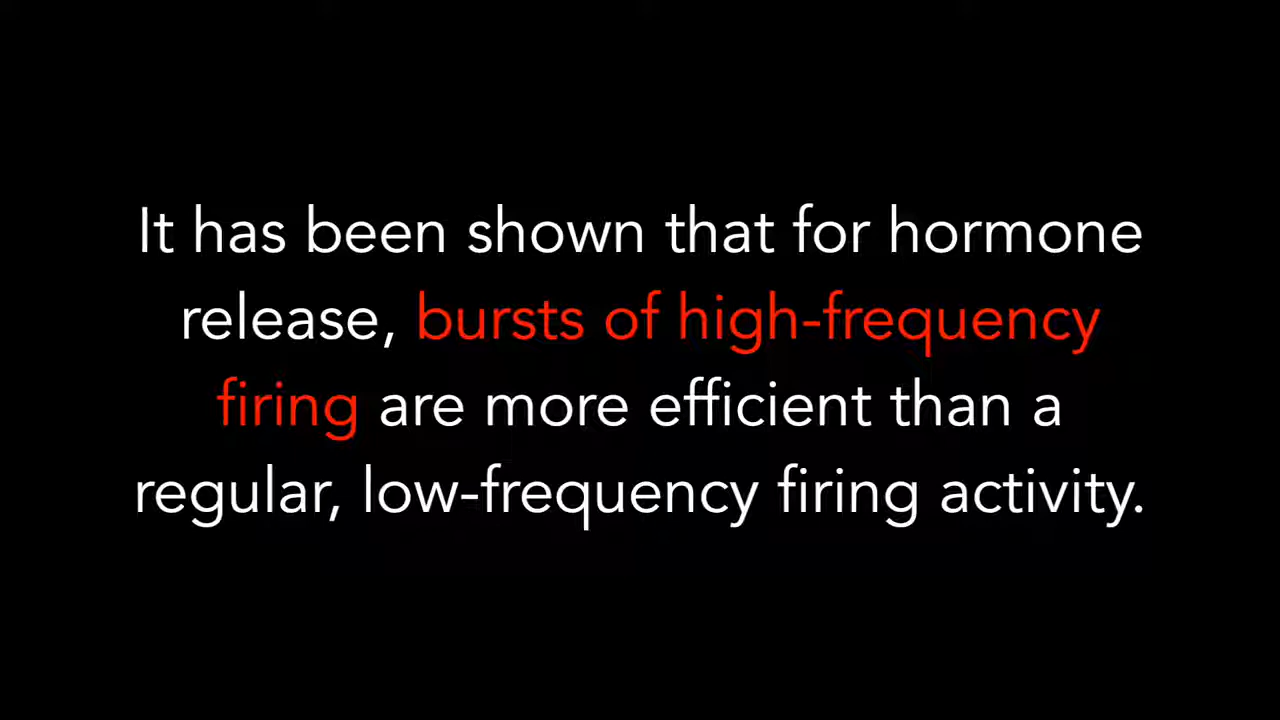 It has been shown that for hormone
release, bursts of high-frequency
firing are more efficient than a
regular, low-frequency firing activity.